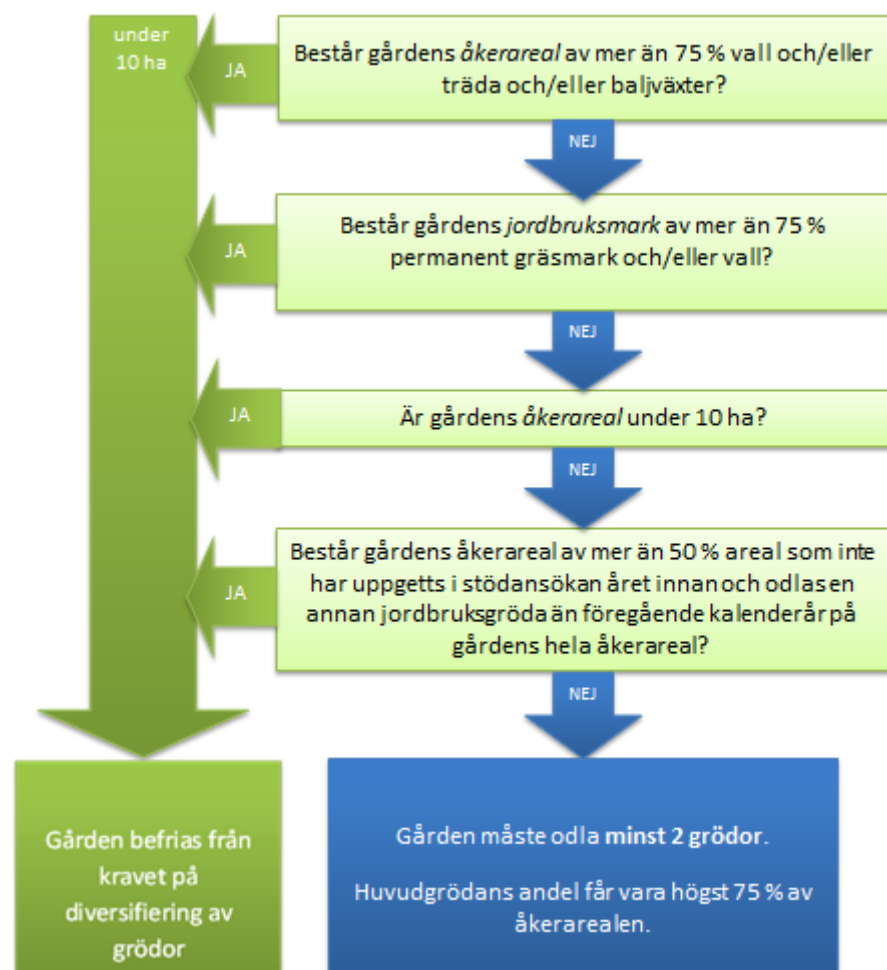 under
10 ha
JA
Består gårdens åkerareal av mer än 75 % vall och/eller
träda och/eller baljväxter?
NEJ
JA
Består gårdens jordbruksmark av mer än 75 %
permanent gräsmark och/eller vall?
NEJ
JA
Är gårdens åkerareal under 10 ha?
NEJ
JA
Består gårdens åkerareal av mer än 50 % areal som inte
har uppgetts i stödansökan året innan och odlas en
annan jordbruksgröda än föregående kalenderår på
gårdens hela åkerareal?
NEJ
Gården befrias från
kravet på
diversifiering av
grödor
Gården måste odla minst 2 grödor.
Huvudgrödans andel får vara högst 75 % av
åkerarealen.